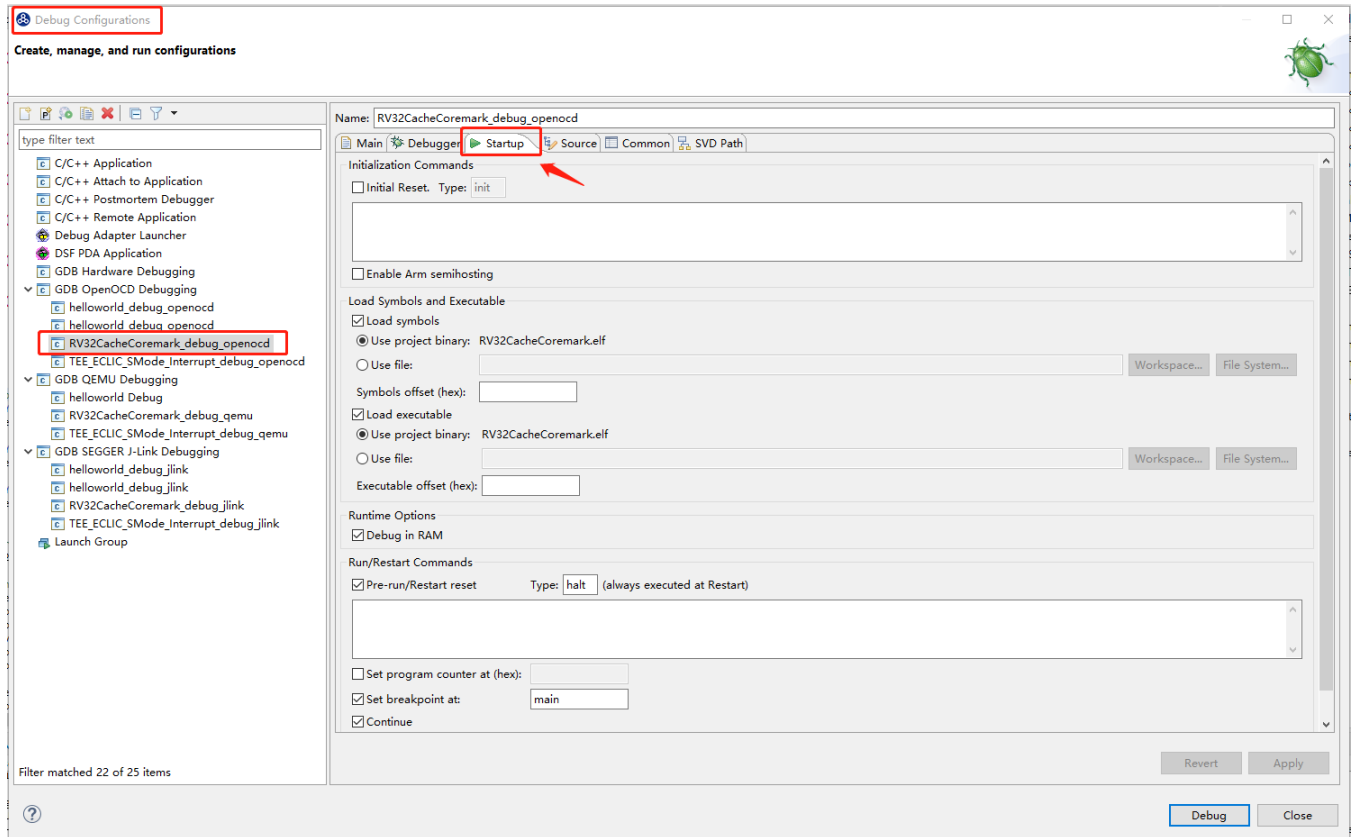 Debug Configurations
Create, manage, and run configurations
type filter text
C/C++ Application
C/C++ Attach to Application
C/C++ Postmortem Debugger
C/C++ Remote Application
Debug Adapter Launcher
DSF PDA Application
GDB Hardware Debugging
GDB OpenOCD Debugging
helloworld_debug_openocd
helloworld_debug_openocd
RV32CacheCoremark_debug_openocd
TEE_ECLIC_SMode_Interrupt_debug_openocd
GDB QEMU Debugging
helloworld Debug
RV32CacheCoremark_debug_qemu
TEE_ECLIC_SMode_Interrupt_debug_qemu
GDB SEGGER J-Link Debugging
helloworld_debug_jlink
helloworld_debug_jlink
RV32CacheCoremark_debug_jlink
TEE_ECLIC_SMode_Interrupt_debug_jlink
Launch Group
Filter matched 22 of 25 items
Name: RV32CacheCoremark_debug_openocd
Main Debugger Startup Source Common SVD Path
Initialization Commands
Initial Reset. Type: init
Enable Arm semihosting
Load Symbols and Executable
Load symbols
Use project binary: RV32CacheCoremark.elf
Use file: Workspace... File System...
Symbols offset (hex):
Load executable
Use project binary: RV32CacheCoremark.elf
Use file: Workspace... File System...
Executable offset (hex):
Runtime Options
Debug in RAM
Run/Restart Commands
Pre-run/Restart reset Type: halt (always executed at Restart)
Set program counter at (hex):
Set breakpoint at: main
Continue
Revert Apply
Debug Close